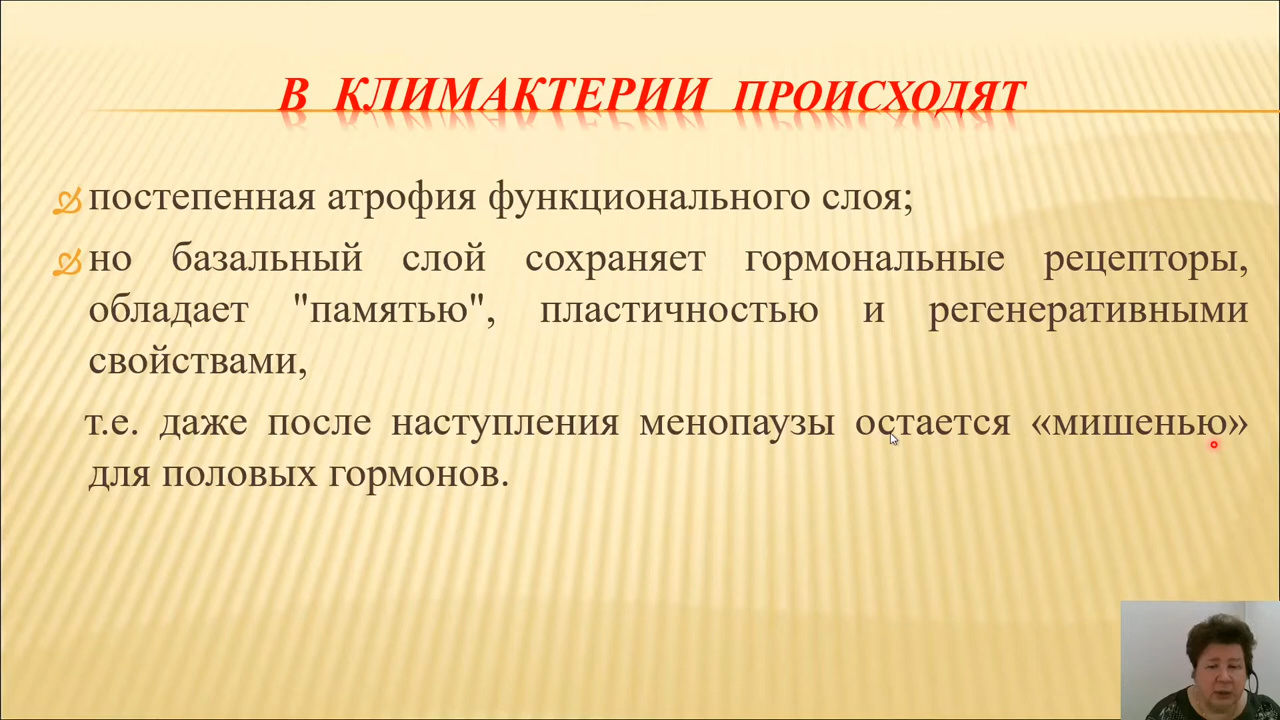 В КЛИМАКТЕРИИ ПРОИСХОДЯТ
постепенная атрофия функционального слоя;
но базальный слой сохраняет гормональные рецепторы,
обладает "памятью", пластичностью и регенеративными
свойствами,
т.е. даже после наступления менопаузы остается «мишенью»
для половых гормонов.